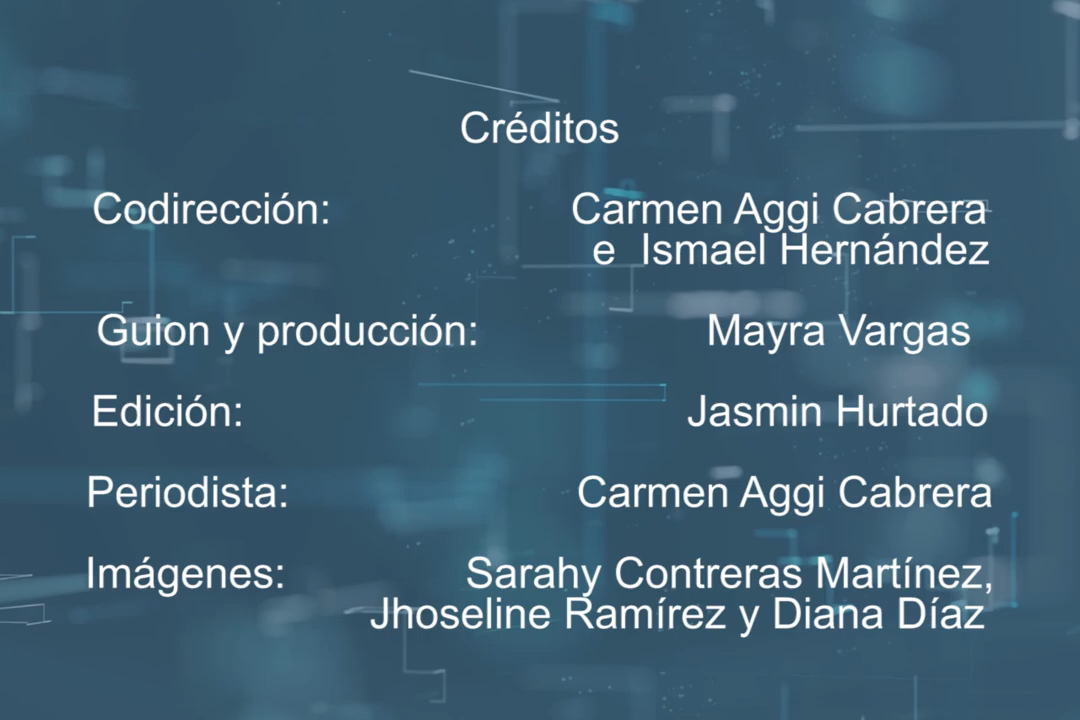 Créditos
Codirección: Carmen Aggi Cabrera
e Ismael Hernández
Guion y producción: Mayra Vargas
Edición: Jasmin Hurtado
Periodista: Carmen Aggi Cabrera
Imágenes: Sarahy Contreras Martínez,
Jhoseline Ramírez y Diana Díaz